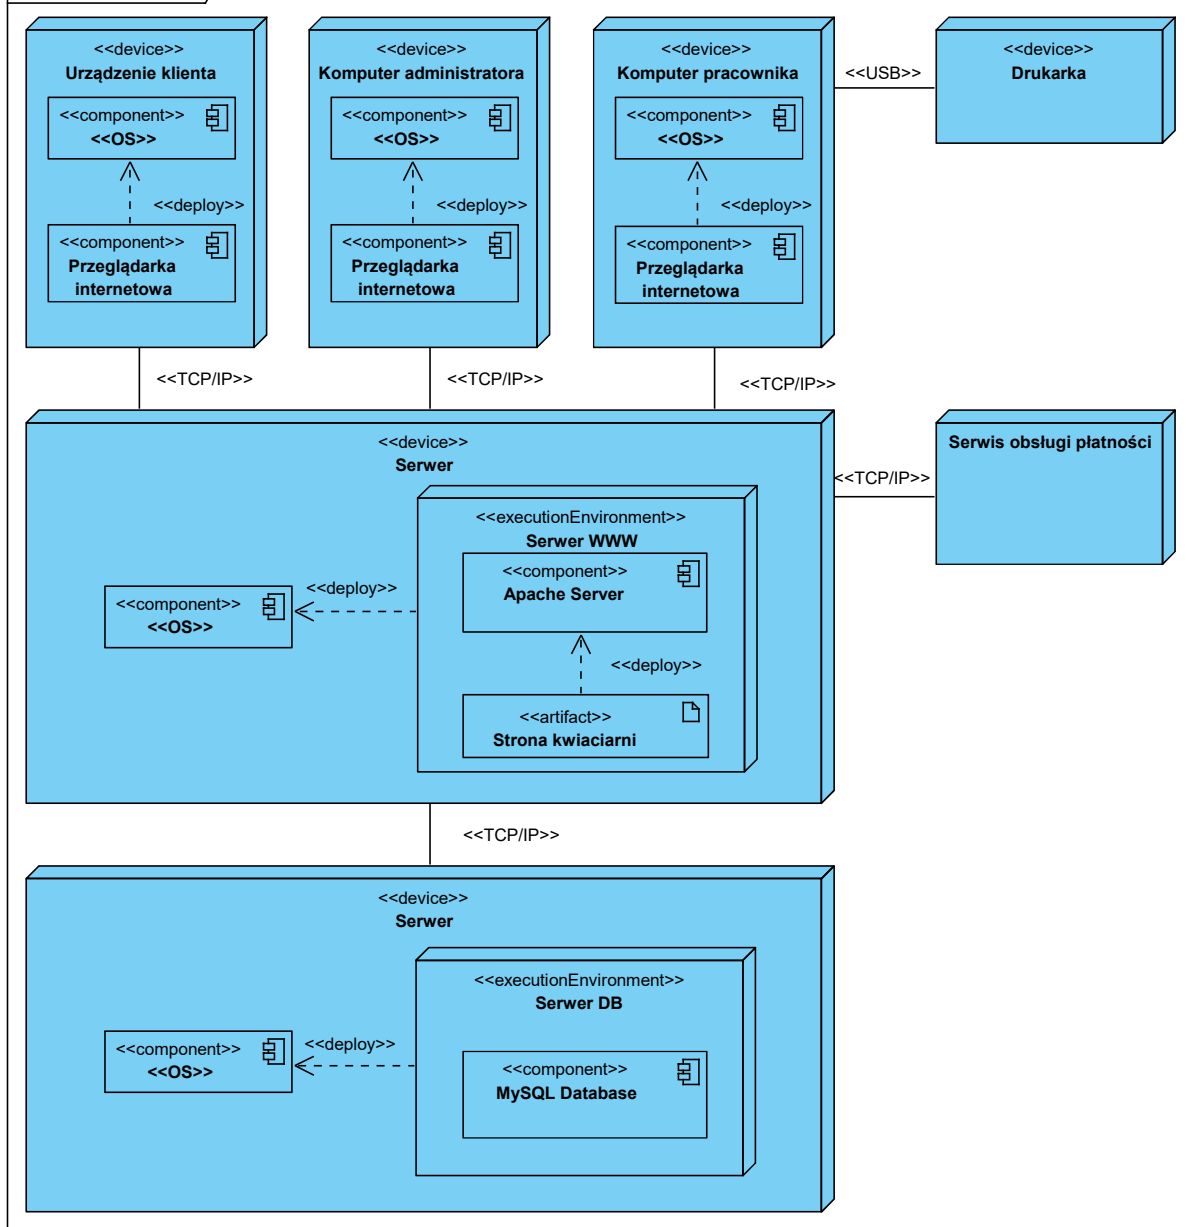 <<device>>
Urządzenie klienta
<<component>>
<<OS>>
<<deploy>>
<<component>>
Przeglądarka
internetowa
<<device>>
Komputer administratora
<<component>>
<<OS>>
<<deploy>>
<<component>>
Przeglądarka
internetowa
<<device>>
Komputer pracownika
<<component>>
<<OS>>
<<deploy>>
<<component>>
Przeglądarka
internetowa
<<USB>>
<<device>>
Drukarka
<<TCP/IP>>
<<TCP/IP>>
<<TCP/IP>>
<<device>>
Serwer
<<executionEnvironment>>
Serwer WWW
<<component>>
Apache Server
<<deploy>>
<<component>>
<<OS>>
<<deploy>>
<<artifact>>
Strona kwiaciarni
<<TCP/IP>>
Serwis obsługi płatności
<<TCP/IP>>
<<device>>
Serwer
<<executionEnvironment>>
Serwer DB
<<deploy>>
<<component>>
<<OS>>
<<component>>
MySQL Database